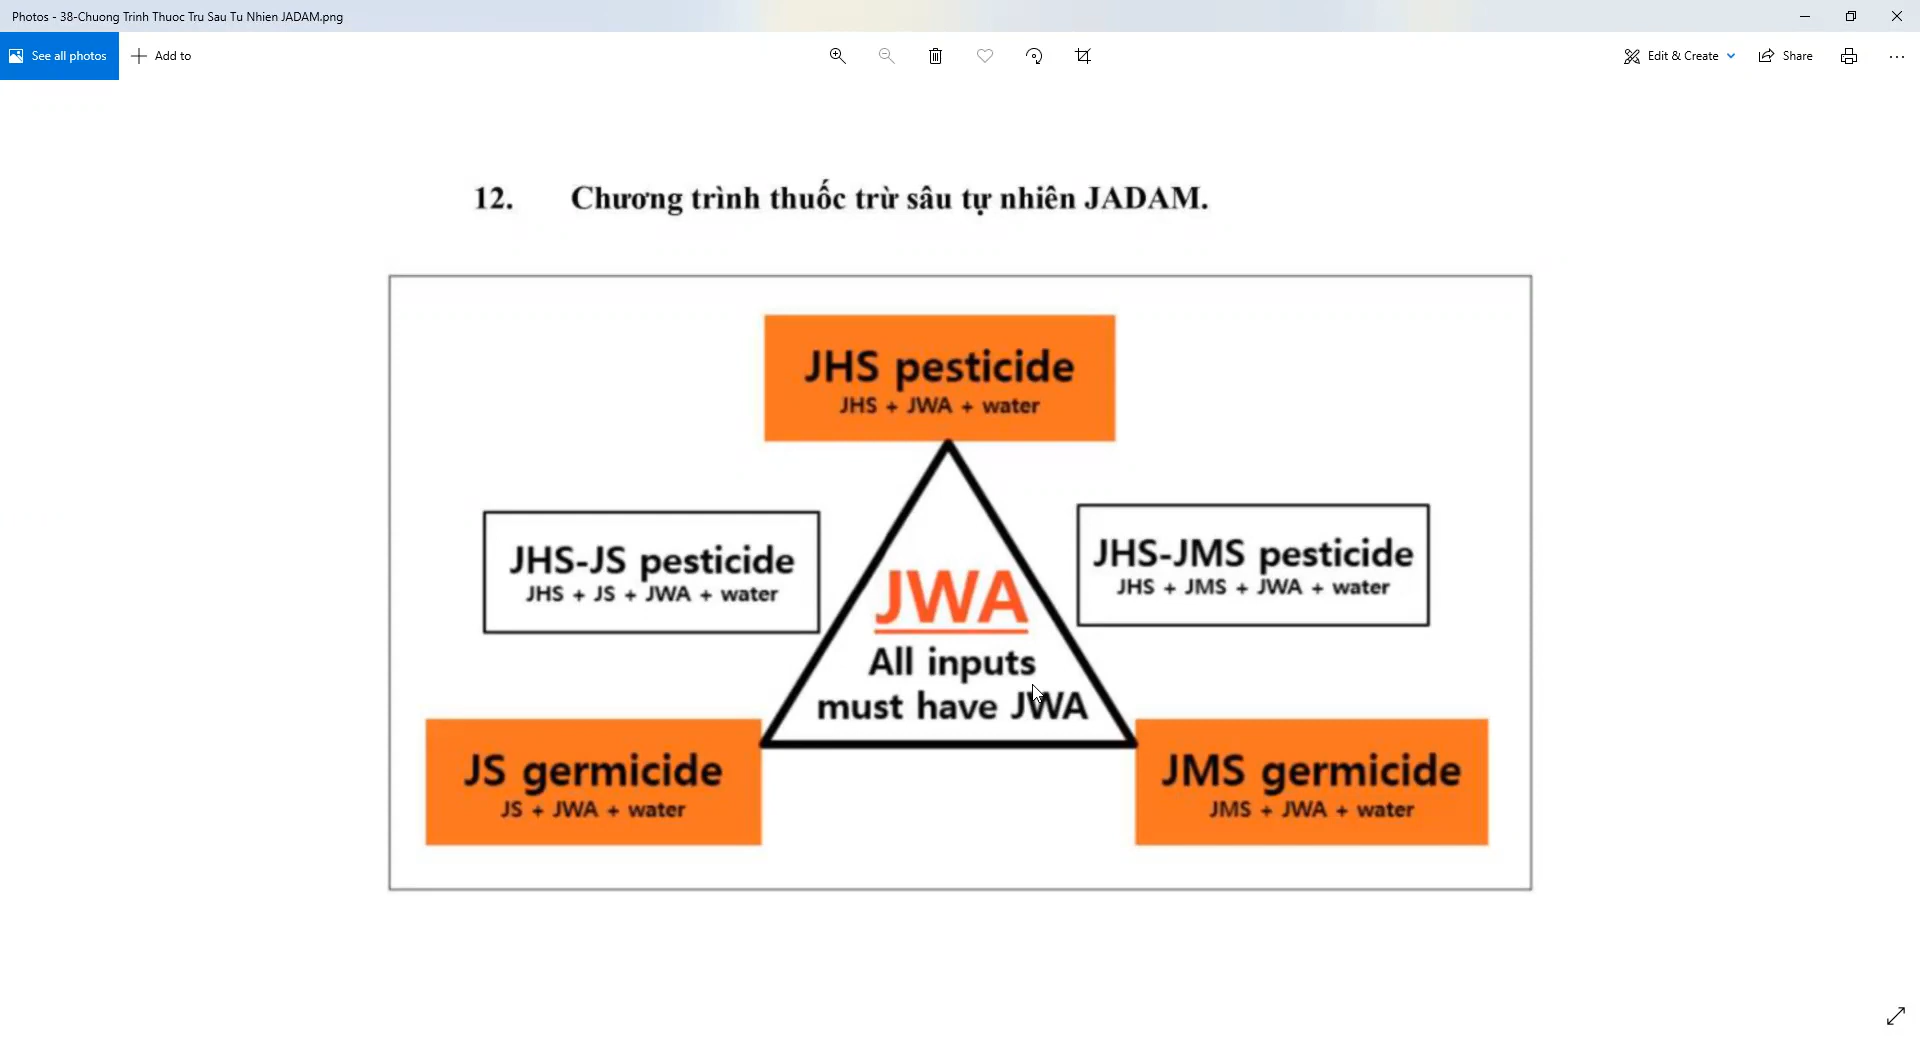 Photos - 38-Chuong Trinh Thuoc Tru Sau Tu Nhien JADAM.png
See all photos
Add to
Edit & Create
Share
12. Chương trình thuốc trừ sâu tự nhiên JADAM.
JHS pesticide
JHS + JWA + water
JHS-JS pesticide
JHS + JS + JWA + water
JHS-JMS pesticide
JHS + JMS + JWA + water
JWA
All inputs
must have JWA
JS germicide
JS + JWA + water
JMS germicide
JMS + JWA + water